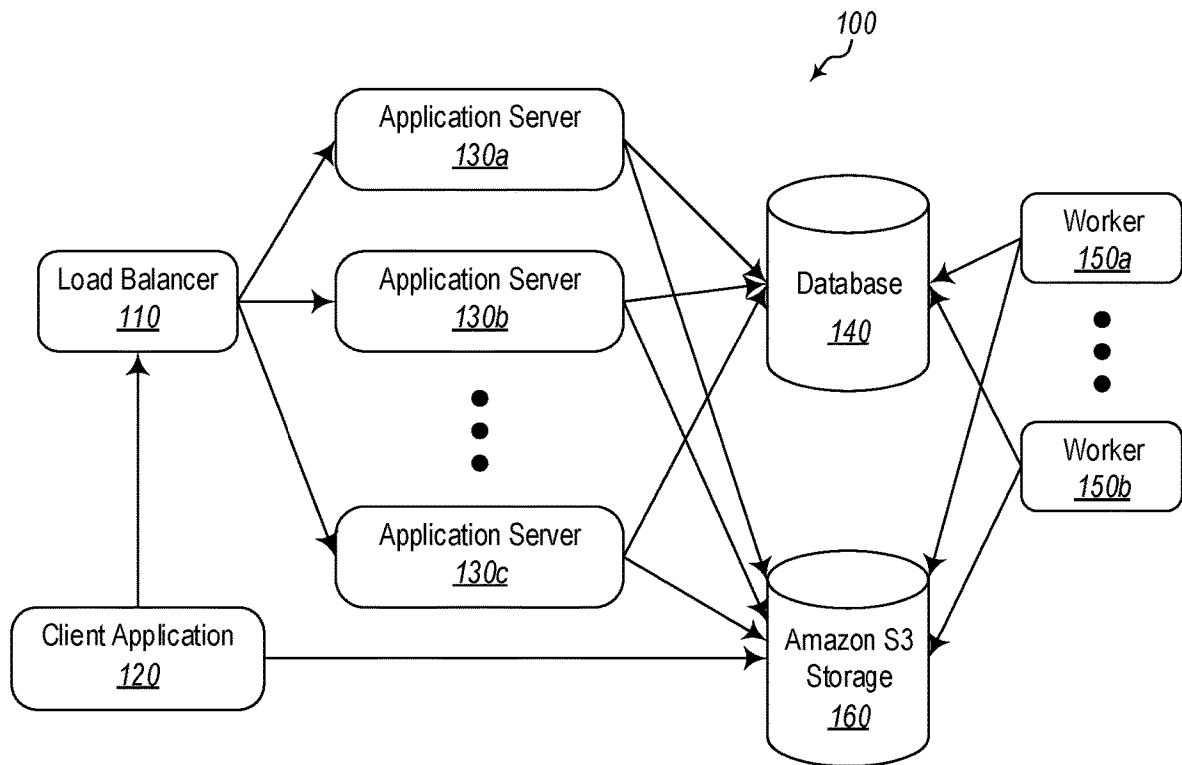 100
Application Server
130a
Load Balancer
110
Application Server
130b
Application Server
130c
Client Application
120
Database
140
Amazon S3
Storage
160
Worker
150a
Worker
150b